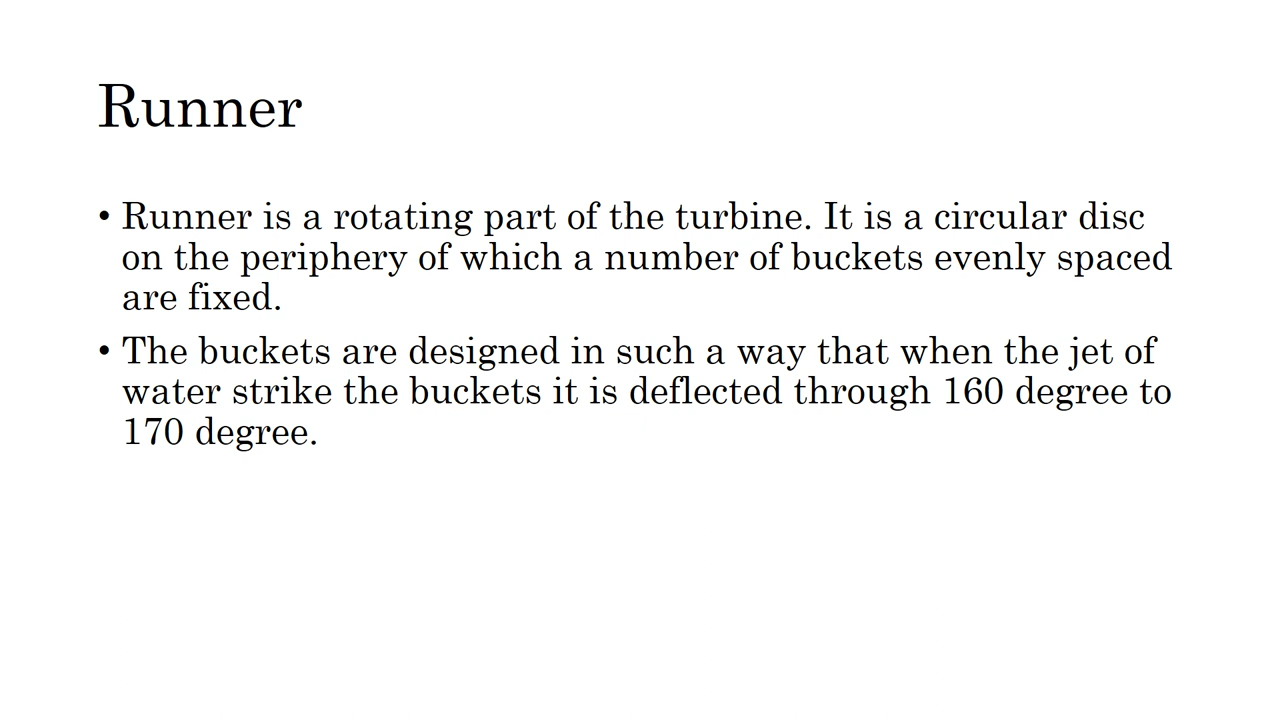 Runner
• Runner is a rotating part of the turbine. It is a circular disc
on the periphery of which a number of buckets evenly spaced
are fixed.
• The buckets are designed in such a way that when the jet of
water strike the buckets it is deflected through 160 degree to
170 degree.